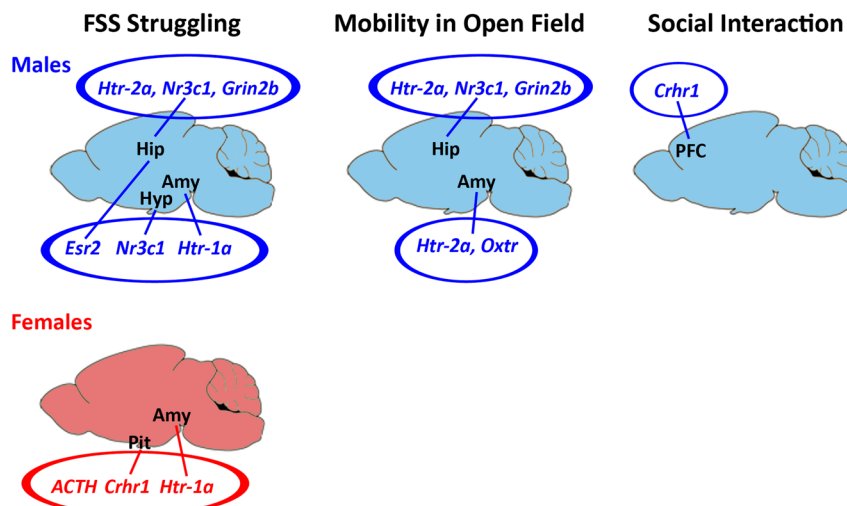 FSS Struggling
Mobility in Open Field
Social Interaction
Males
Htr-2a, Nr3c1, Grin2b
Htr-2a, Nr3c1, Grin2b
Crhr1
Hip
Hip
PFC
Amy
Amy
Hyp
Esr2 Nr3c1 Htr-1a
Htr-2a, Oxtr
Females
Amy
Pit
ACTH Crhr1 Htr-1a